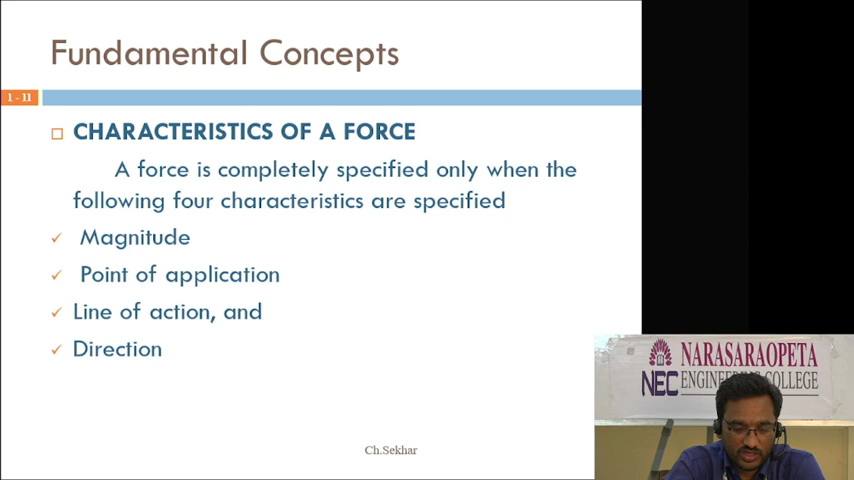 Fundamental Concepts
1 - 11
CHARACTERISTICS OF A FORCE
A force is completely specified only when the
following four characteristics are specified
Magnitude
Point of application
Line of action, and
Direction
Ch.Sekhar
NARASARAOPETA
NEC ENGINEERING COLLEGE